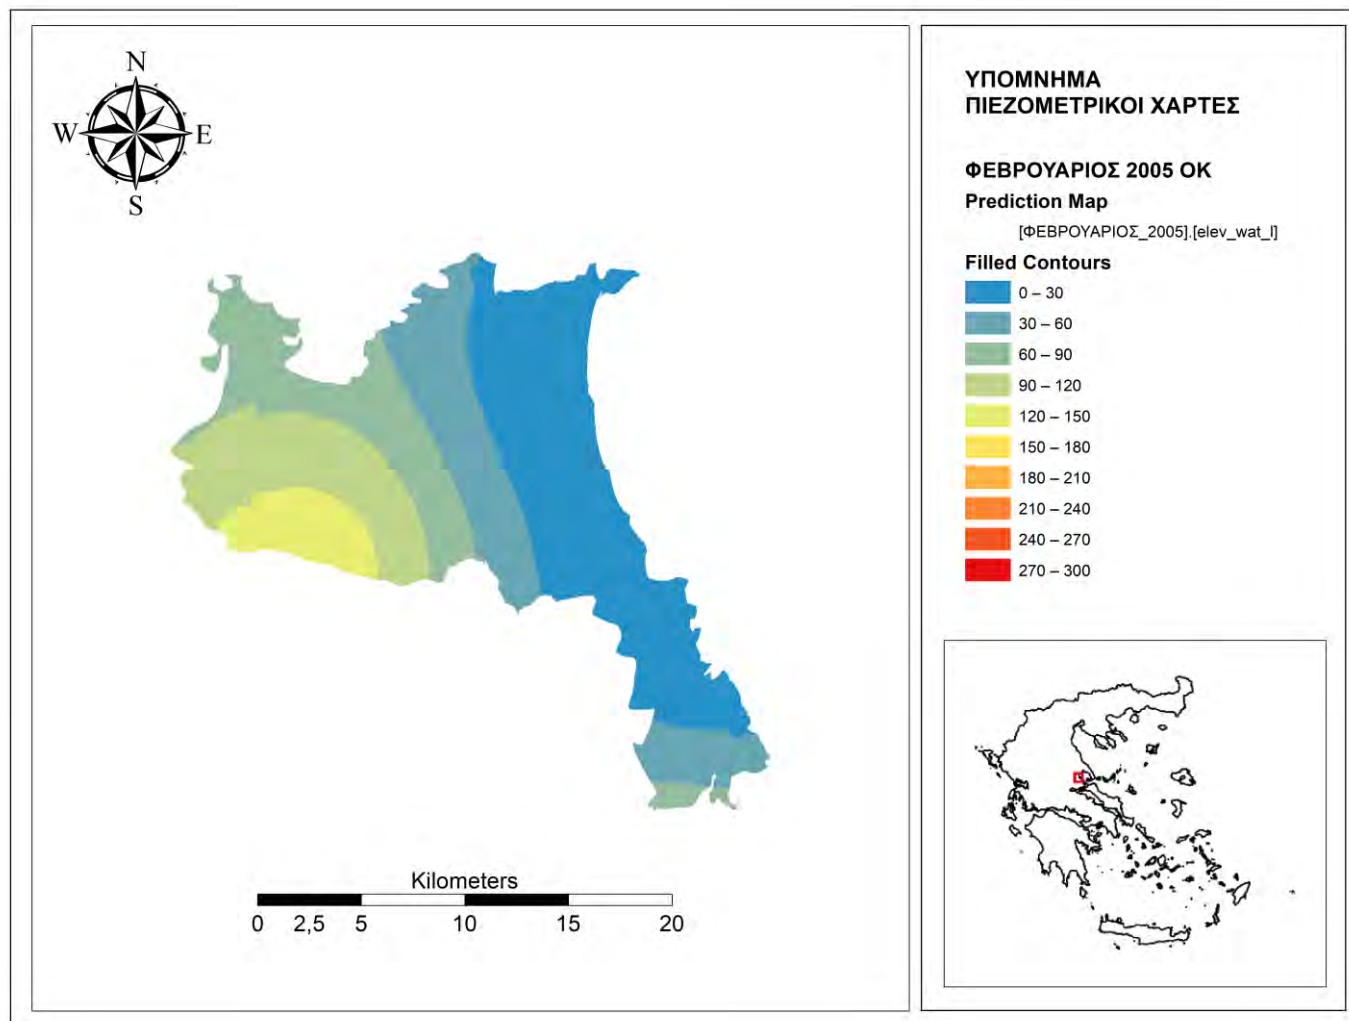 N
W E
S
Kilometers
0 2,5 5 10 15 20
ΥΠΟΜΝΗΜΑ
ΠΙΕΖΟΜΕΤΡΙΚΟΙ ΧΑΡΤΕΣ
ΦΕΒΡΟΥΑΡΙΟΣ 2005 ΟΚ
Prediction Map
[ΦΕΒΡΟΥΑΡΙΟΣ_2005].[elev_wat_l]
Filled Contours
0 – 30
30 – 60
60 – 90
90 – 120
120 – 150
150 – 180
180 – 210
210 – 240
240 – 270
270 – 300